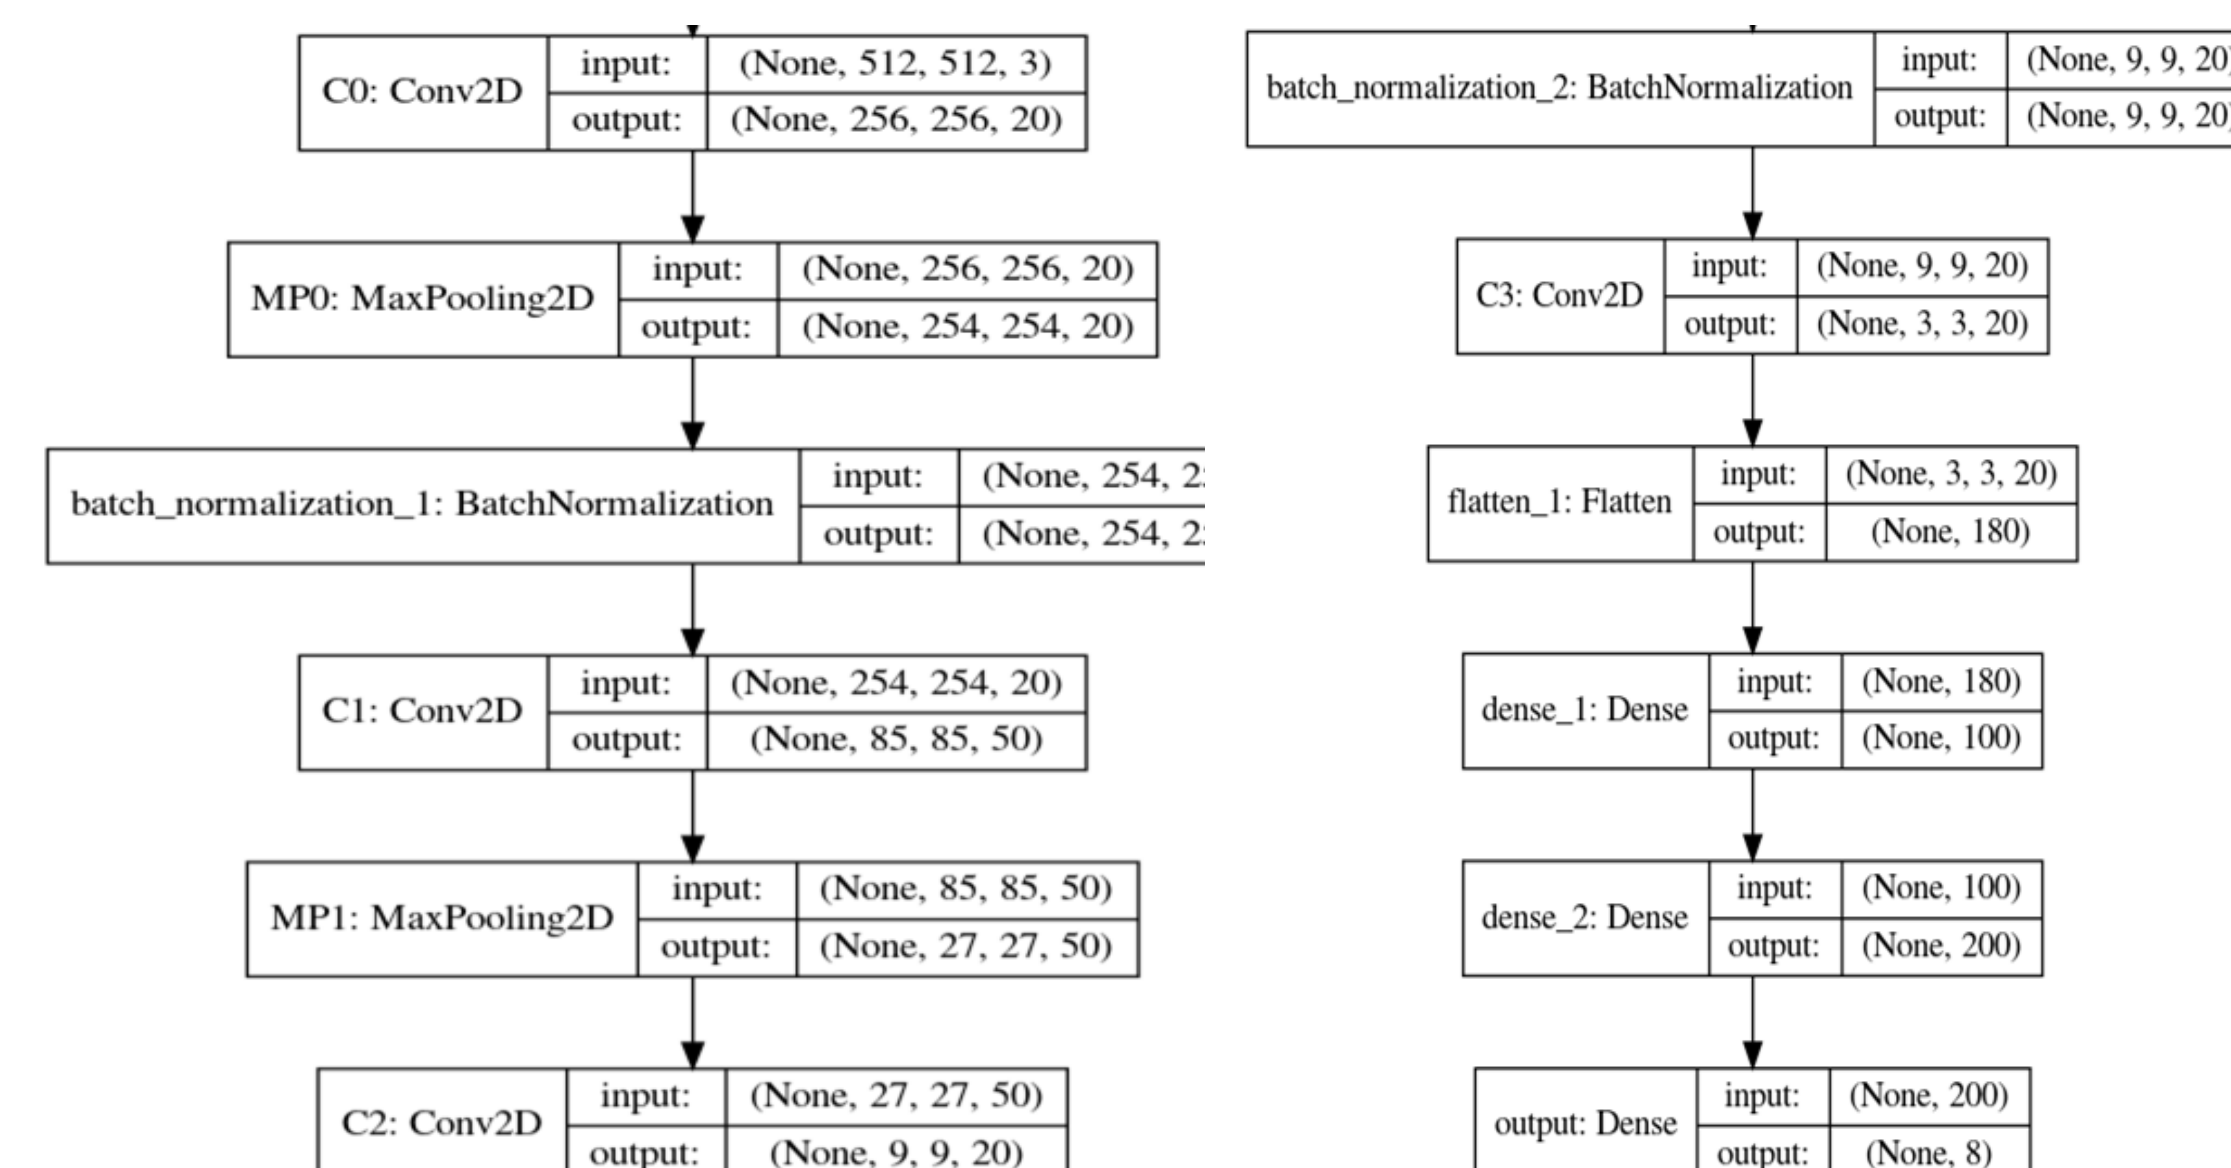 C0: Conv2D
input:
(None, 512, 512, 3)
output:
(None, 256, 256, 20)
MP0: MaxPooling2D
input:
(None, 256, 256, 20)
output:
(None, 254, 254, 20)
batch_normalization_1: BatchNormalization
input:
(None, 254, 2
output:
(None, 254, 2
C1: Conv2D
input:
(None, 254, 254, 20)
output:
(None, 85, 85, 50)
MP1: MaxPooling2D
input:
(None, 85, 85, 50)
output:
(None, 27, 27, 50)
C2: Conv2D
input:
(None, 27, 27, 50)
output:
(None, 9, 9, 20)
batch_normalization_2: BatchNormalization
input:
(None, 9, 9, 20)
output:
(None, 9, 9, 20)
C3: Conv2D
input:
(None, 9, 9, 20)
output:
(None, 3, 3, 20)
flatten_1: Flatten
input:
(None, 3, 3, 20)
output:
(None, 180)
dense_1: Dense
input:
(None, 180)
output:
(None, 100)
dense_2: Dense
input:
(None, 100)
output:
(None, 200)
output: Dense
input:
(None, 200)
output:
(None, 8)